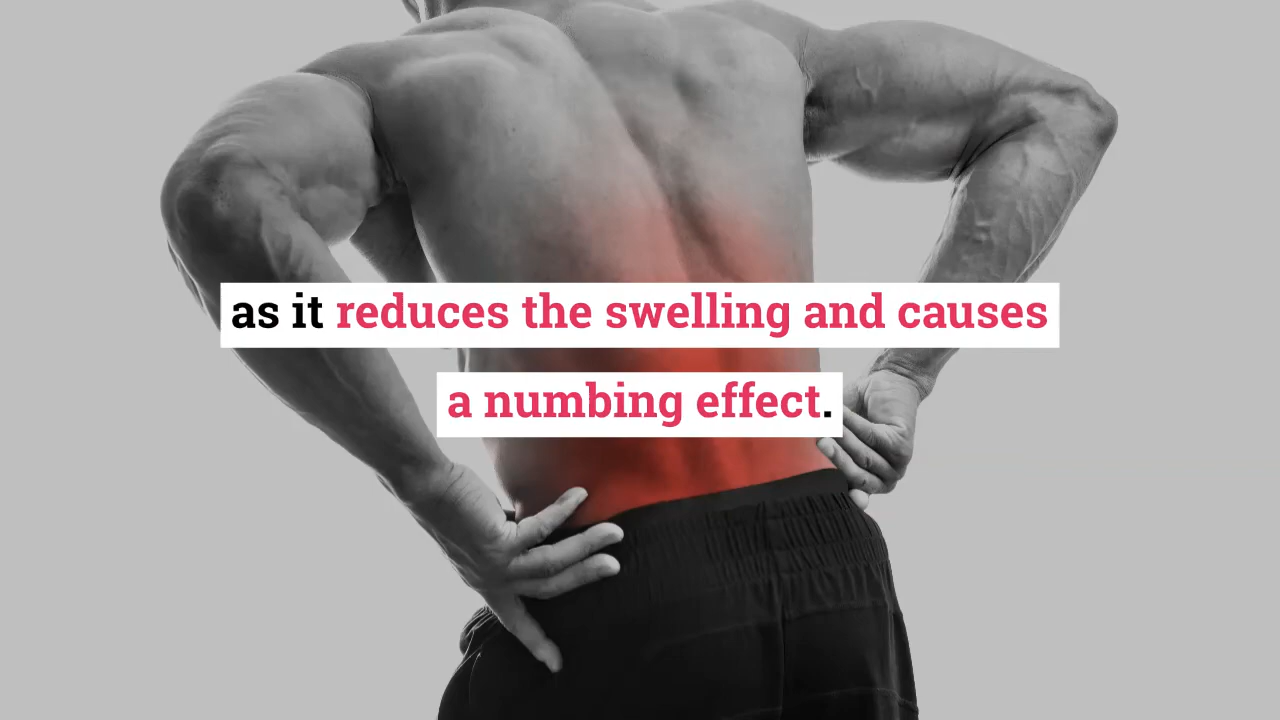 as it reduces the swelling and causes
a numbing effect.